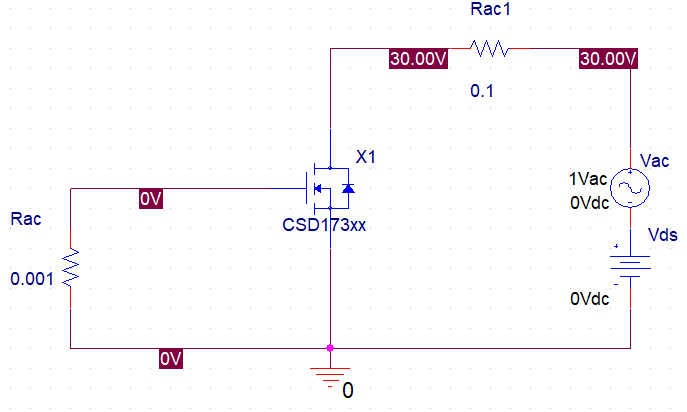 Rac1
30.00V
30.00V
0.1
X1
Vac
1Vac
0Vdc
0V
CSD173xx
Rac
Vds
0.001
0Vdc
0V
0